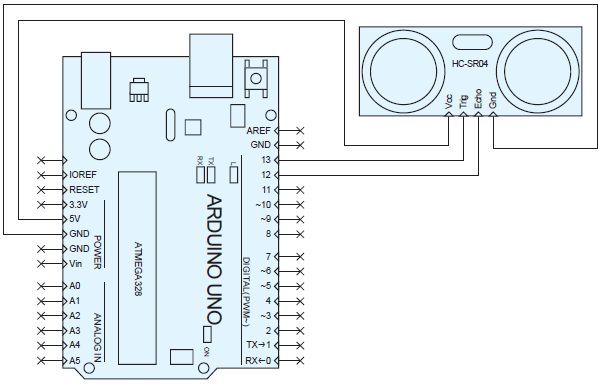 HC-SR04
Vcc
Trig
Echo
Gnd
AREF
GND
13
12
11
~10
~9
8
7
~6
~5
4
~3
2
TX→1
RX←0
RX
TX
L
IOREF
RESET
3.3V
5V
GND
GND
Vin
A0
A1
A2
A3
A4
A5
POWER
ANALOG IN
ATMEGA328
ARDUINO UNO
DIGITAL(PWM~)
ON